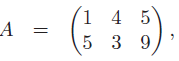 A = ( 1 4 5
5 3 9 ) ,